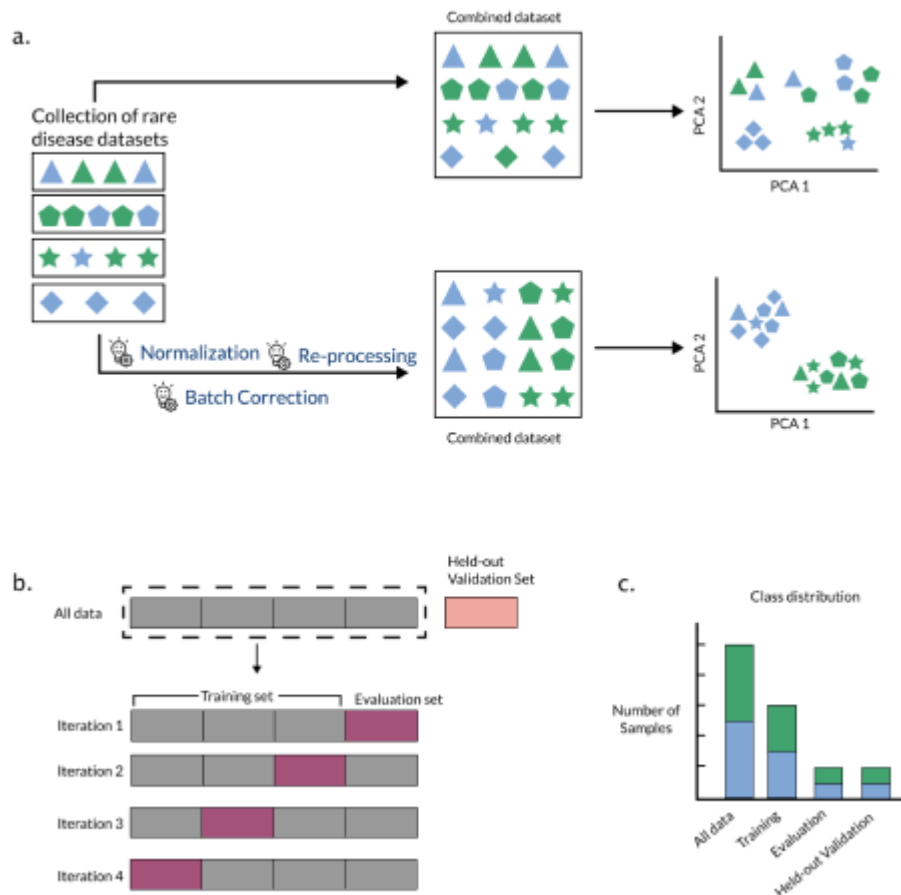 a.
Collection of rare
disease datasets
Combined dataset
PCA 2
PCA 1
Normalization
Re-processing
Batch Correction
Combined dataset
PCA 2
PCA 1
b.
All data
Held-out
Validation Set
Training set
Evaluation set
Iteration 1
Iteration 2
Iteration 3
Iteration 4
c.
Class distribution
Number of
Samples
All data
Training
Evaluation
Held-out Validation